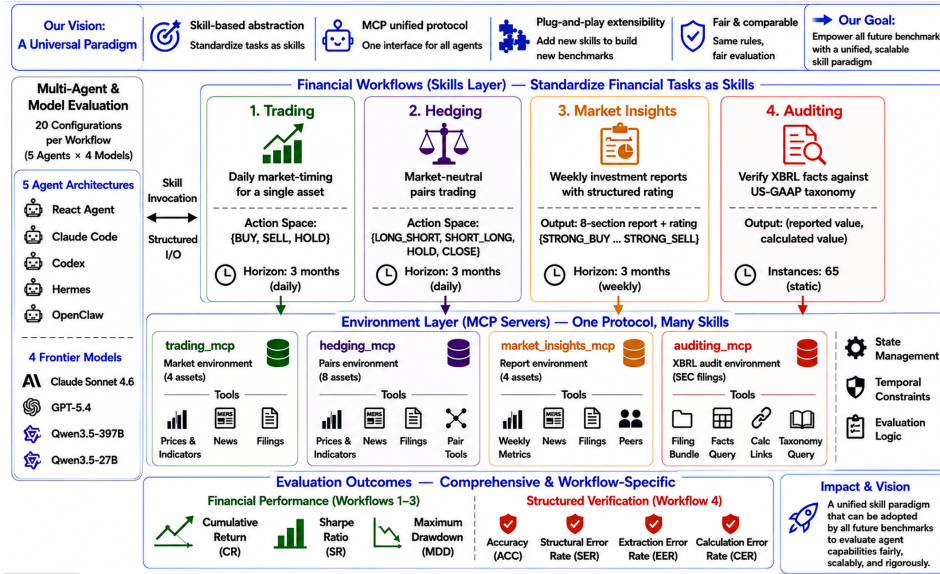 Our Vision:
A Universal Paradigm
Skill-based abstraction
Standardize tasks as skills
MCP unified protocol
One interface for all agents
Plug-and-play extensibility
Add new skills to build
new benchmarks
Fair & comparable
Same rules,
fair evaluation
Our Goal:
Empower all future benchmark
with a unified, scalable
skill paradigm
Multi-Agent &
Model Evaluation
20 Configurations
per Workflow
(5 Agents × 4 Models)
5 Agent Architectures
React Agent
Claude Code
Codex
Hermes
OpenClaw
4 Frontier Models
Claude Sonnet 4.6
GPT-5.4
Qwen3.5-397B
Qwen3.5-27B
Skill
Invocation
Structured
I/O
Financial Workflows (Skills Layer) — Standardize Financial Tasks as Skills
1. Trading
Daily market-timing
for a single asset
Action Space:
{BUY, SELL, HOLD}
Horizon: 3 months
(daily)
2. Hedging
Market-neutral
pairs trading
Action Space:
{LONG_SHORT, SHORT_LONG,
HOLD, CLOSE}
Horizon: 3 months
(daily)
3. Market Insights
Weekly investment reports
with structured rating
Output: 8-section report + rating
{STRONG_BUY ... STRONG_SELL}
Horizon: 3 months
(weekly)
4. Auditing
Verify XBRL facts against
US-GAAP taxonomy
Output: (reported value,
calculated value)
Instances: 65
(static)
Environment Layer (MCP Servers) — One Protocol, Many Skills
trading_mcp
Market environment
(4 assets)
Tools
Prices &
Indicators
NEWS
News
Filings
hedging_mcp
Pairs environment
(8 assets)
Tools
Prices &
Indicators
News
Filings
Pair
Tools
market_insights_mcp
Report environment
(4 assets)
Tools
Weekly
Metrics
News
Filings
Peers
auditing_mcp
XBRL audit environment
(SEC filings)
Tools
Filing
Bundle
Facts
Query
Calc
Links
Taxonomy
Query
State
Management
Temporal
Constraints
Evaluation
Logic
Evaluation Outcomes — Comprehensive & Workflow-Specific
Financial Performance (Workflows 1–3)
Cumulative
Return (CR)
Sharpe
Ratio (SR)
Maximum
Drawdown (MDD)
Structured Verification (Workflow 4)
Accuracy
(ACC)
Structural Error
Rate (SER)
Extraction Error
Rate (EER)
Calculation Error
Rate (CER)
Impact & Vision
A unified skill paradigm
that can be adopted
by all future benchmarks
to evaluate agent
capabilities fairly,
scalably, and rigorously.